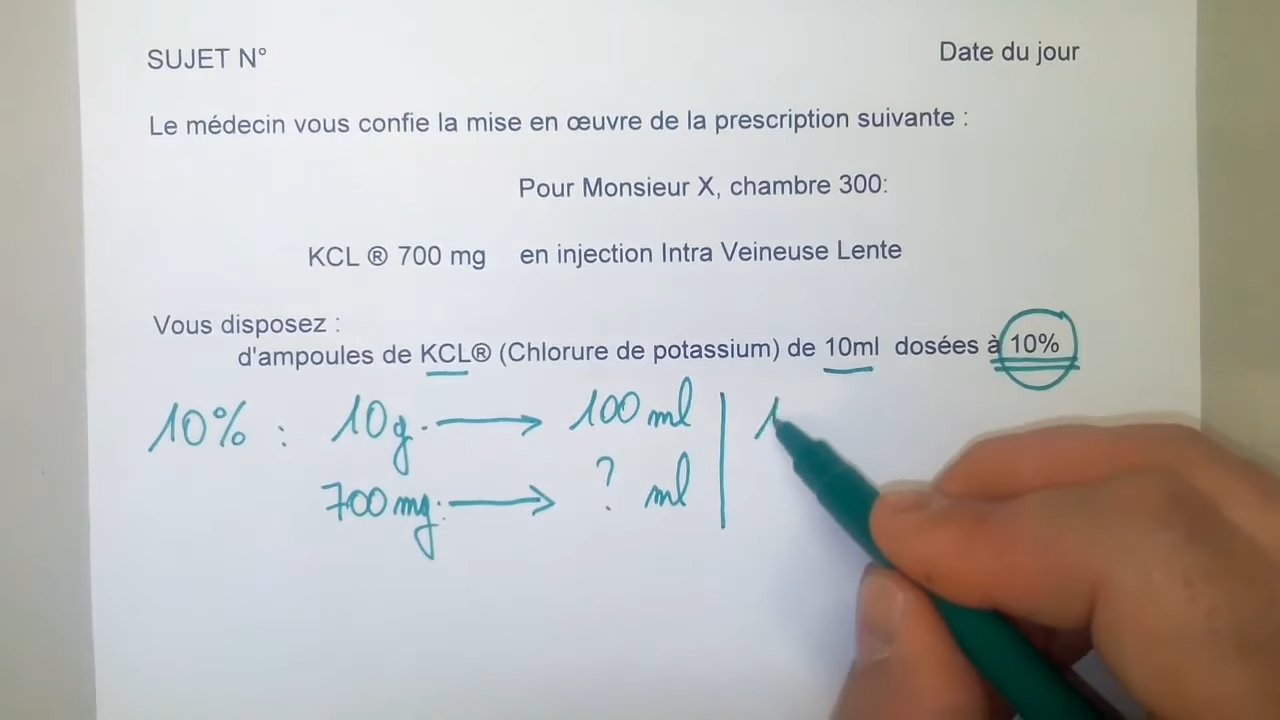 SUJET N° Date du jour
Le médecin vous confie la mise en œuvre de la prescription suivante :
Pour Monsieur X, chambre 300:
KCL ® 700 mg en injection Intra Veineuse Lente
Vous disposez :
d'ampoules de KCL® (Chlorure de potassium) de 10ml dosées à 10%
10% : 10g. → 100 ml | 1
700 mg. → ? ml